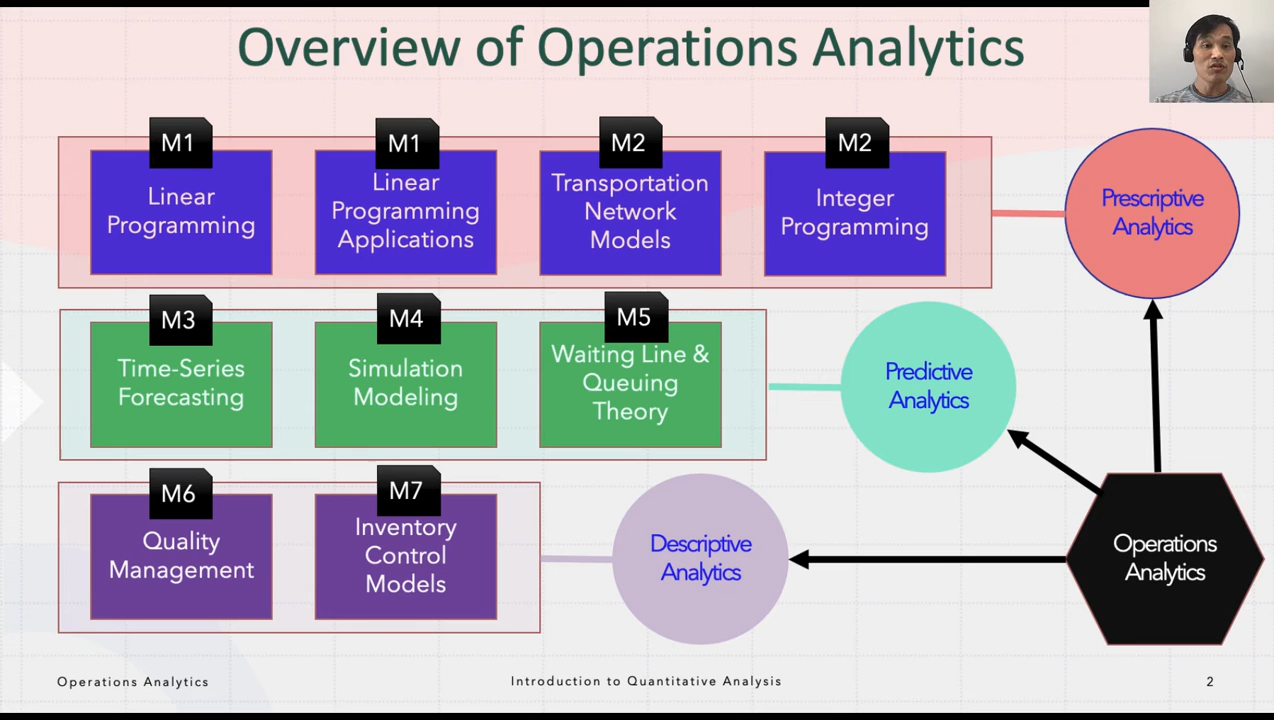 Overview of Operations Analytics
M1
Linear
Programming
M1
Linear
Programming
Applications
M2
Transportation
Network
Models
M2
Integer
Programming
Prescriptive
Analytics
M3
Time-Series
Forecasting
M4
Simulation
Modeling
M5
Waiting Line &
Queuing
Theory
Predictive
Analytics
M6
Quality
Management
M7
Inventory
Control
Models
Descriptive
Analytics
Operations
Analytics
Operations Analytics
Introduction to Quantitative Analysis
2